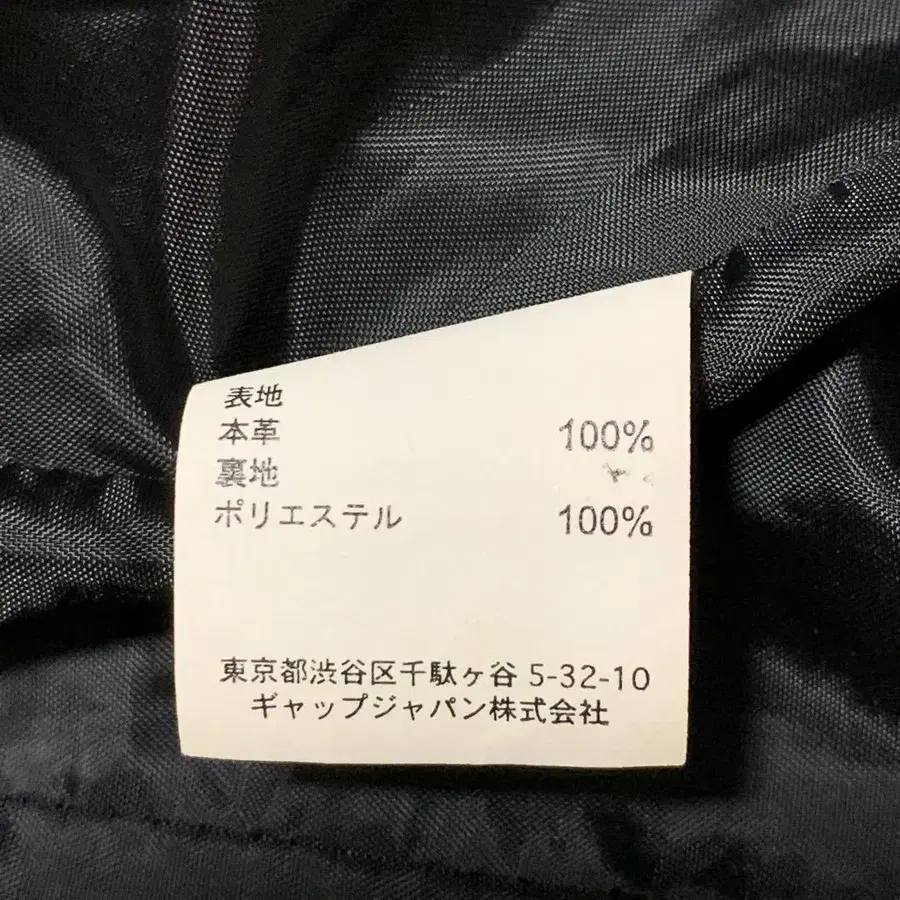 表地
本革 100%
裏地
ポリエステル 100%
東京都渋谷区千駄ヶ谷 5-32-10
ギャップジャパン株式会社